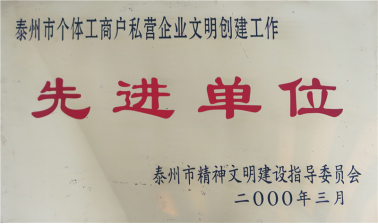 泰州市个体工商户私营企业文明创建工作
先进单位
泰州市精神文明建设指导委员会
二000年三月